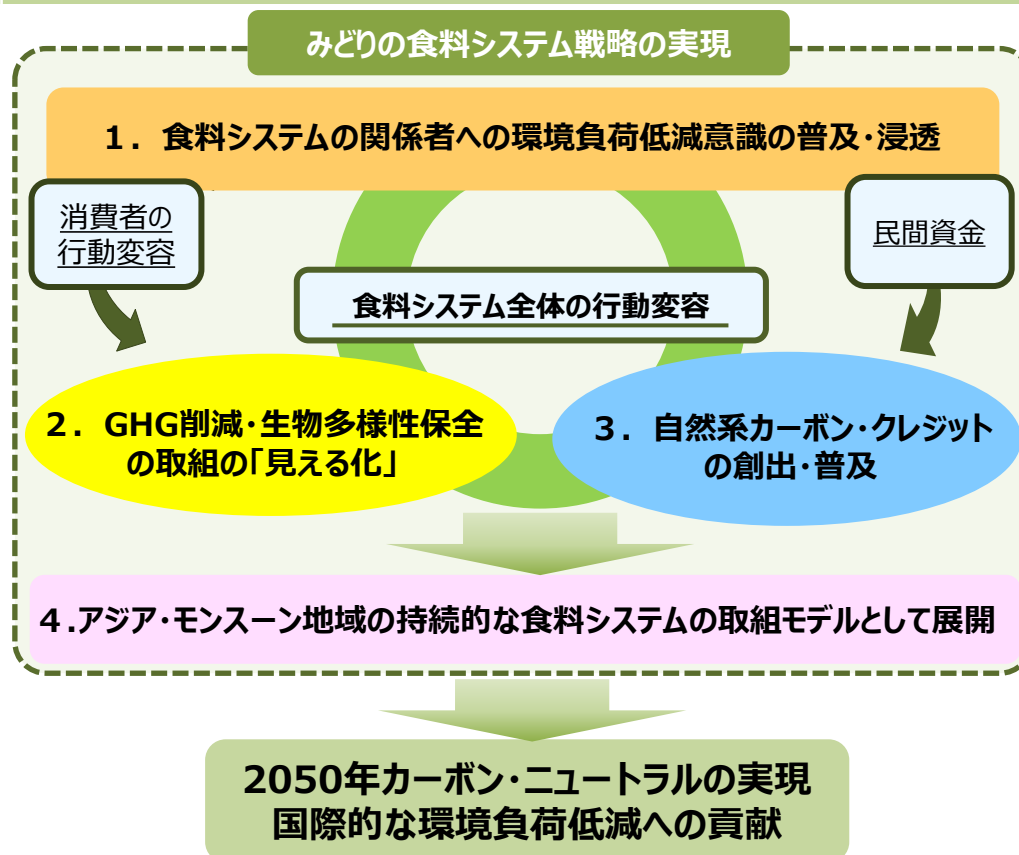 みどりの食料システム戦略の実現
1．食料システムの関係者への環境負荷低減意識の普及・浸透
消費者の
行動変容
民間資金
食料システム全体の行動変容
2．GHG削減・生物多様性保全
の取組の「見える化」
3．自然系カーボン・クレジット
の創出・普及
4.アジア・モンスーン地域の持続的な食料システムの取組モデルとして展開
2050年カーボン・ニュートラルの実現
国際的な環境負荷低減への貢献